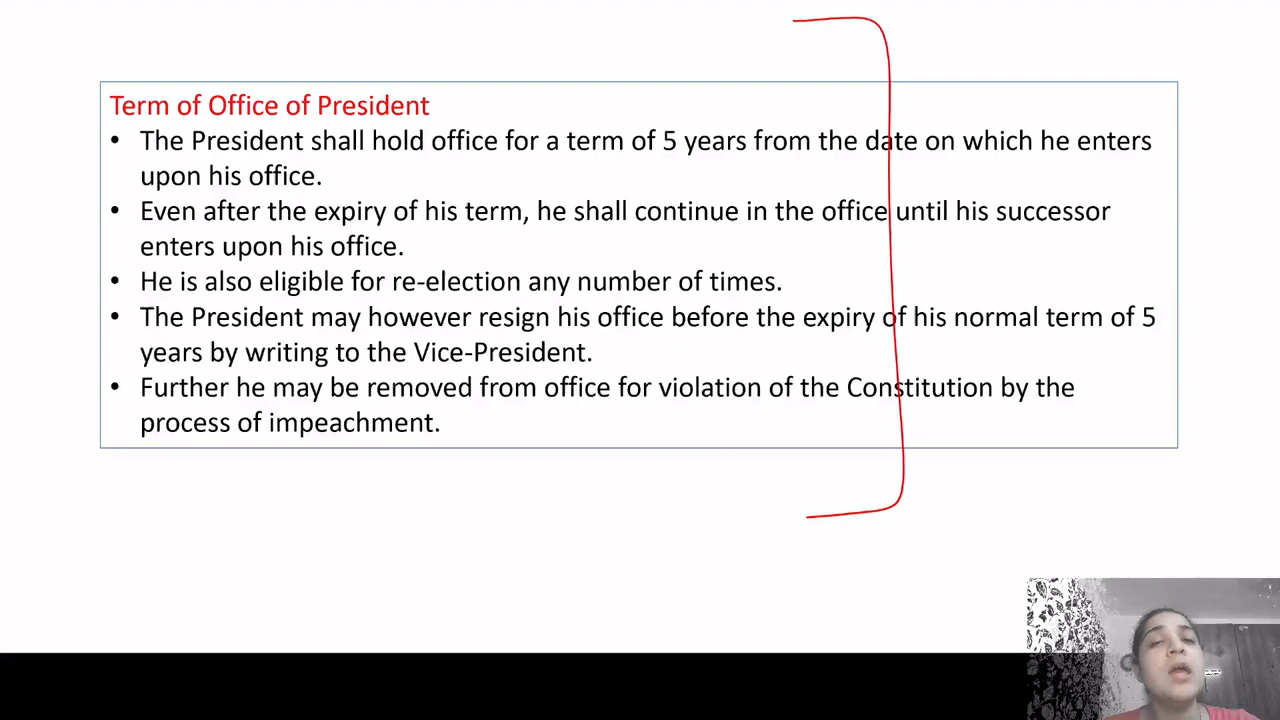 Term of Office of President
• The President shall hold office for a term of 5 years from the date on which he enters
upon his office.
• Even after the expiry of his term, he shall continue in the office until his successor
enters upon his office.
• He is also eligible for re-election any number of times.
• The President may however resign his office before the expiry of his normal term of 5
years by writing to the Vice-President.
• Further he may be removed from office for violation of the Constitution by the
process of impeachment.